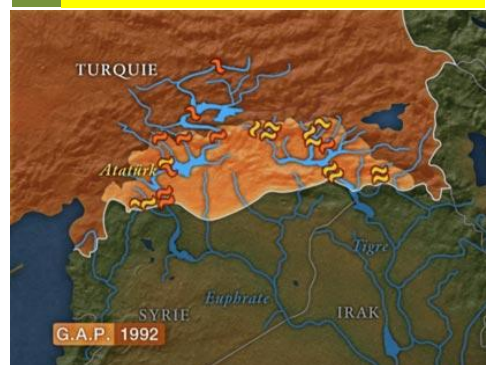 TURQUIE
Atatürk
Tigre
Euphrate
SYRIE
IRAK
G.A.P. 1992